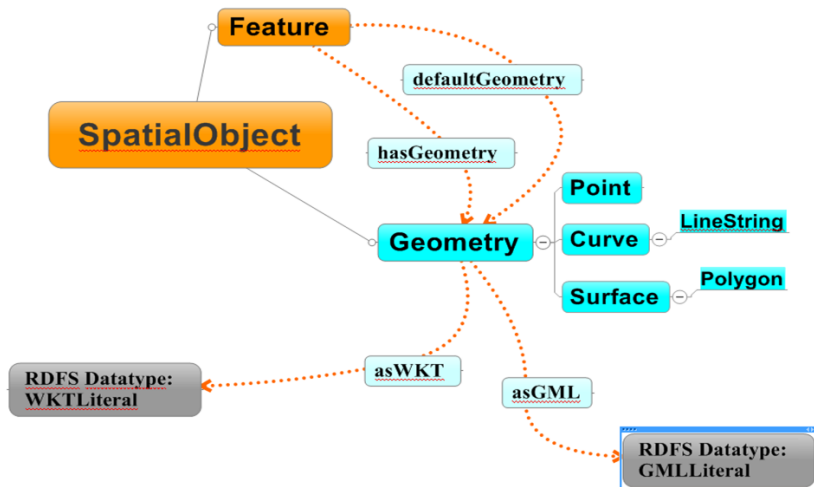 Feature
defaultGeometry
SpatialObject
hasGeometry
Point
LineString
Geometry
Curve
Polygon
Surface
asWKT
RDFS Datatype:
WKTLiteral
asGML
RDFS Datatype:
GMLLiteral